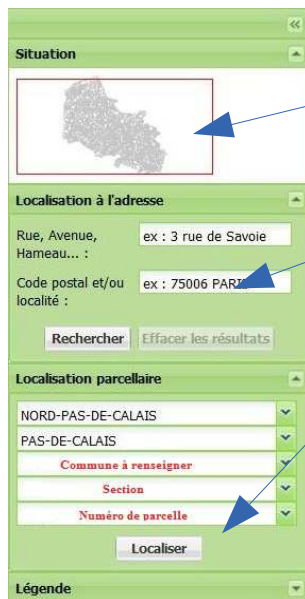 «
Situation
Localisation à l'adresse
Rue, Avenue, Hameau... :
ex : 3 rue de Savoie
Code postal et/ou localité :
ex : 75006 PARIS
Rechercher Effacer les résultats
Localisation parcellaire
NORD-PAS-DE-CALAIS
PAS-DE-CALAIS
Commune à renseigner
Section
Numéro de parcelle
Localiser
Légende